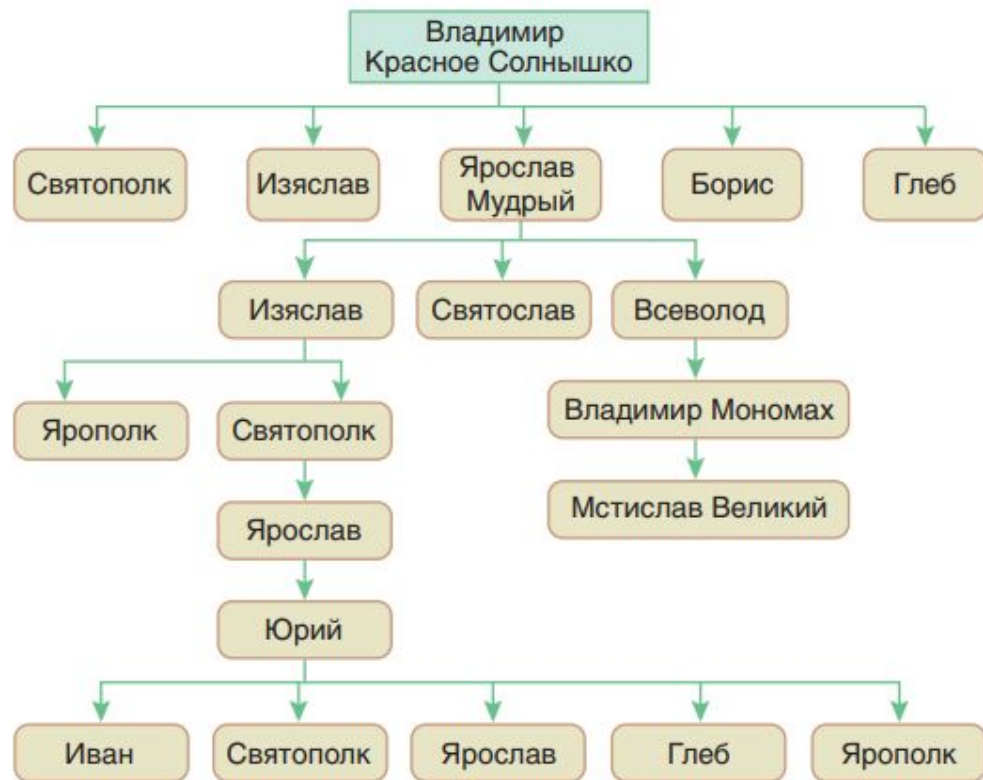 Владимир
Красное Солнышко
Святополк
Изяслав
Ярослав
Мудрый
Борис
Глеб
Изяслав
Святослав
Всеволод
Ярополк
Святополк
Владимир Мономах
Ярослав
Мстислав Великий
Юрий
Иван
Святополк
Ярослав
Глеб
Ярополк